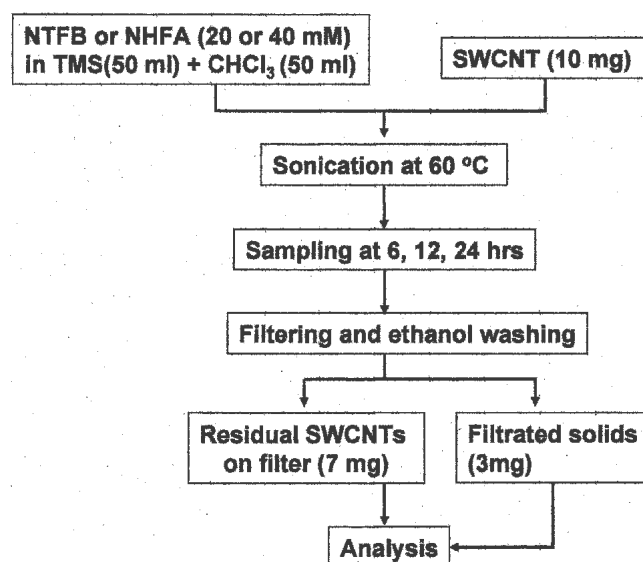 NTFB or NHFA (20 or 40 mM)
in TMS(50 ml) + CHCl₃ (50 ml)
SWCNT (10 mg)
Sonication at 60 ºC
Sampling at 6, 12, 24 hrs
Filtering and ethanol washing
Residual SWCNTs
on filter (7 mg)
Filtrated solids
(3mg)
Analysis